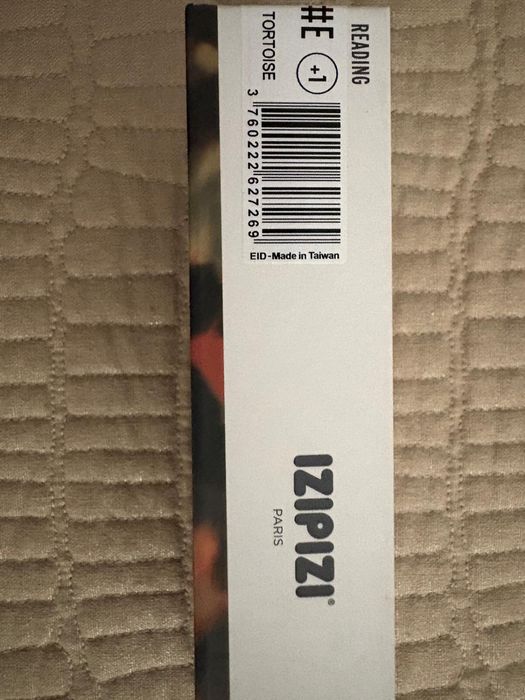 READING
#E +1
TORTOISE
3 760222 627269
EID-Made in Taiwan
IZIPIZI®
PARIS